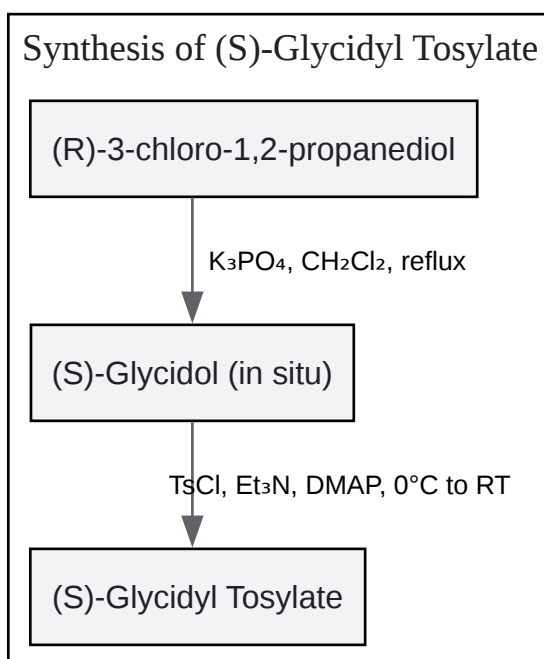 Synthesis of (S)-Glycidyl Tosylate
(R)-3-chloro-1,2-propanediol
K₃PO₄, CH₂Cl₂, reflux
(S)-Glycidol (in situ)
TsCl, Et₃N, DMAP, 0°C to RT
(S)-Glycidyl Tosylate